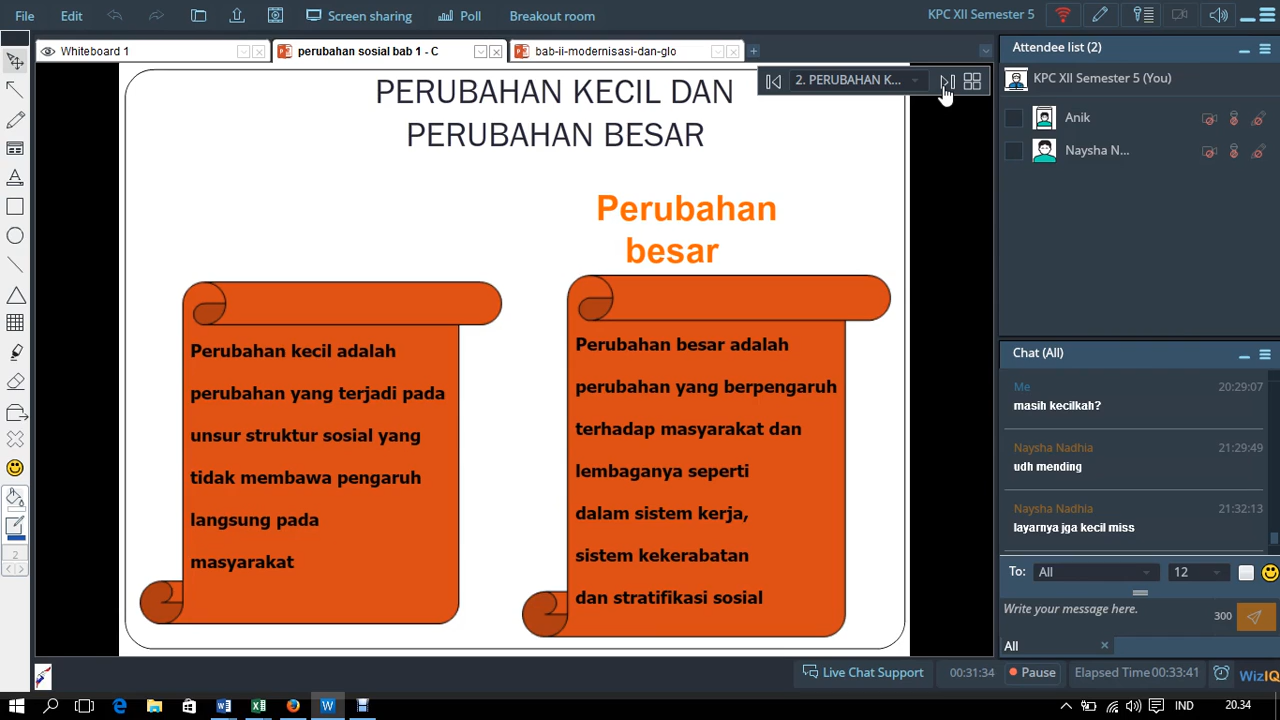 File Edit Screen sharing Poll Breakout room KPC XII Semester 5
Whiteboard 1 perubahan sosial bab 1 - C bab-ii-modernisasi-dan-glo
2. PERUBAHAN K...
PERUBAHAN KECIL DAN
PERUBAHAN BESAR
Perubahan
besar
Perubahan kecil adalah
perubahan yang terjadi pada
unsur struktur sosial yang
tidak membawa pengaruh
langsung pada
masyarakat
Perubahan besar adalah
perubahan yang berpengaruh
terhadap masyarakat dan
lembaganya seperti
dalam sistem kerja,
sistem kekerabatan
dan stratifikasi sosial
Attendee list (2)
KPC XII Semester 5 (You)
Anik
Naysha N...
Chat (All)
Me 20:29:07
masih kecilkah?
Naysha Nadhia 21:29:49
udh mending
Naysha Nadhia 21:32:13
layarnya jga kecil miss
To: All 12
Write your message here. 300
All
2
Live Chat Support 00:31:34 Pause Elapsed Time 00:33:41 WizIQ
IND 20.34